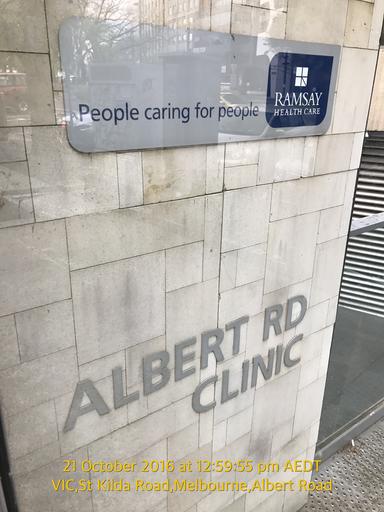 People caring for people
RAMSAY
HEALTH CARE
ALBERT RD
CLINIC
21 October 2016 at 12:59:55 pm AEDT
VIC,St Kilda Road,Melbourne,Albert Road